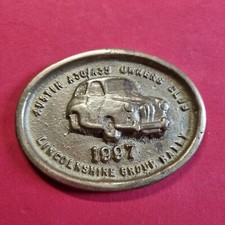 AUSTIN A30/A35 OWNERS CLUB
1997
LINCOLNSHIRE GROUP RALLY